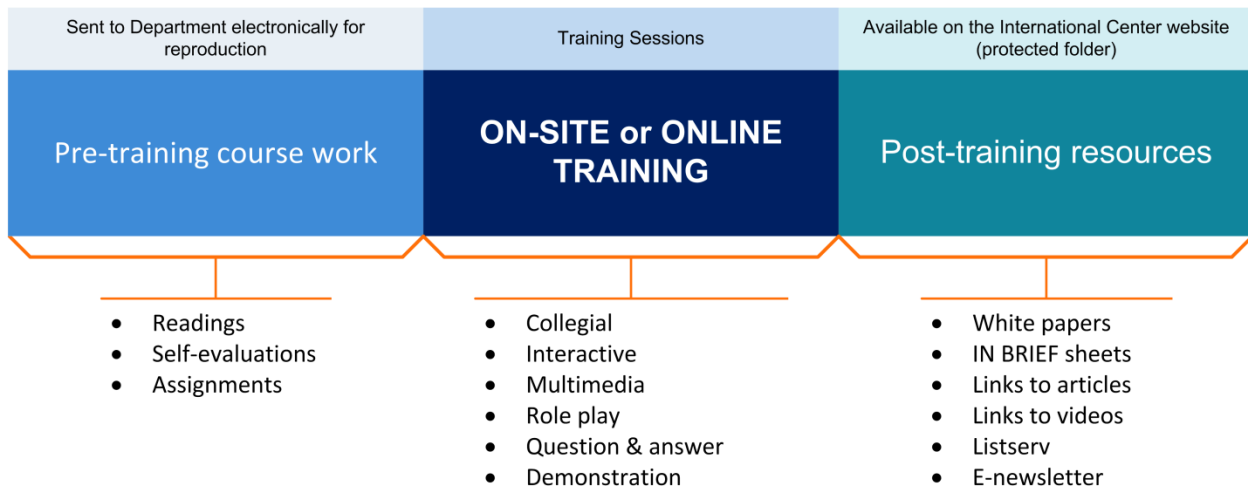 Sent to Department electronically for
reproduction
Training Sessions
Available on the International Center website
(protected folder)
Pre-training course work
ON-SITE or ONLINE
TRAINING
Post-training resources
• Readings
• Self-evaluations
• Assignments
• Collegial
• Interactive
• Multimedia
• Role play
• Question & answer
• Demonstration
• White papers
• IN BRIEF sheets
• Links to articles
• Links to videos
• Listserv
• E-newsletter